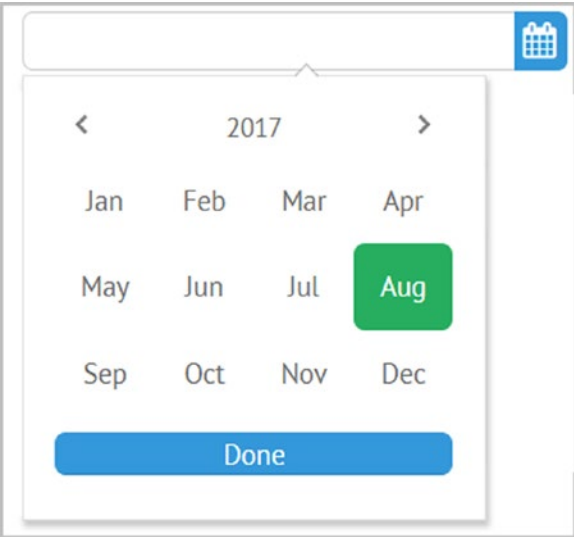 2017
Jan Feb Mar Apr
May Jun Jul Aug
Sep Oct Nov Dec
Done